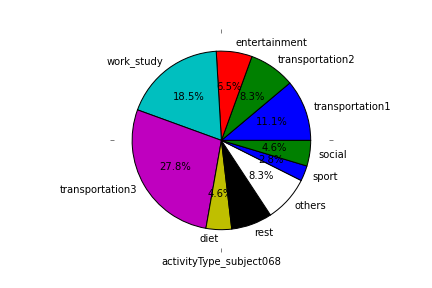 entertainment
work_study
transportation2
6.5%
18.5%
8.3%
transportation1
11.1%
4.6%
social
27.8%
8.3%
sport
transportation3
4.6%
others
diet
rest
activityType_subject068